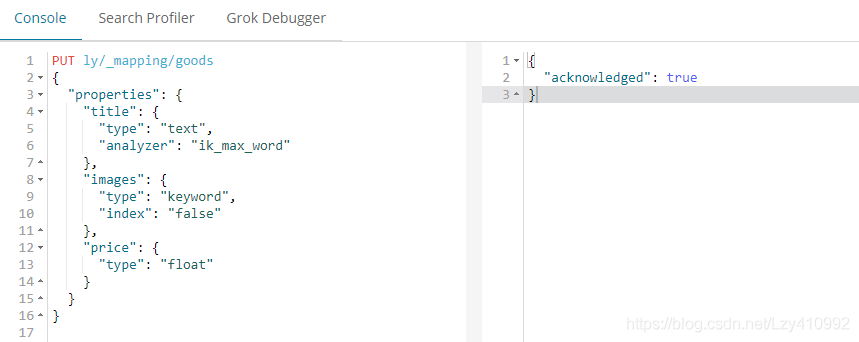 Console Search Profiler Grok Debugger
1 PUT ly/_mapping/goods
2 {
3 "properties": {
4 "title": {
5 "type": "text",
6 "analyzer": "ik_max_word"
7 },
8 "images": {
9 "type": "keyword",
10 "index": "false"
11 },
12 "price": {
13 "type": "float"
14 }
15 }
16 }
17
1 {
2 "acknowledged": true
3 }
https://blog.csdn.net/Lzy410992